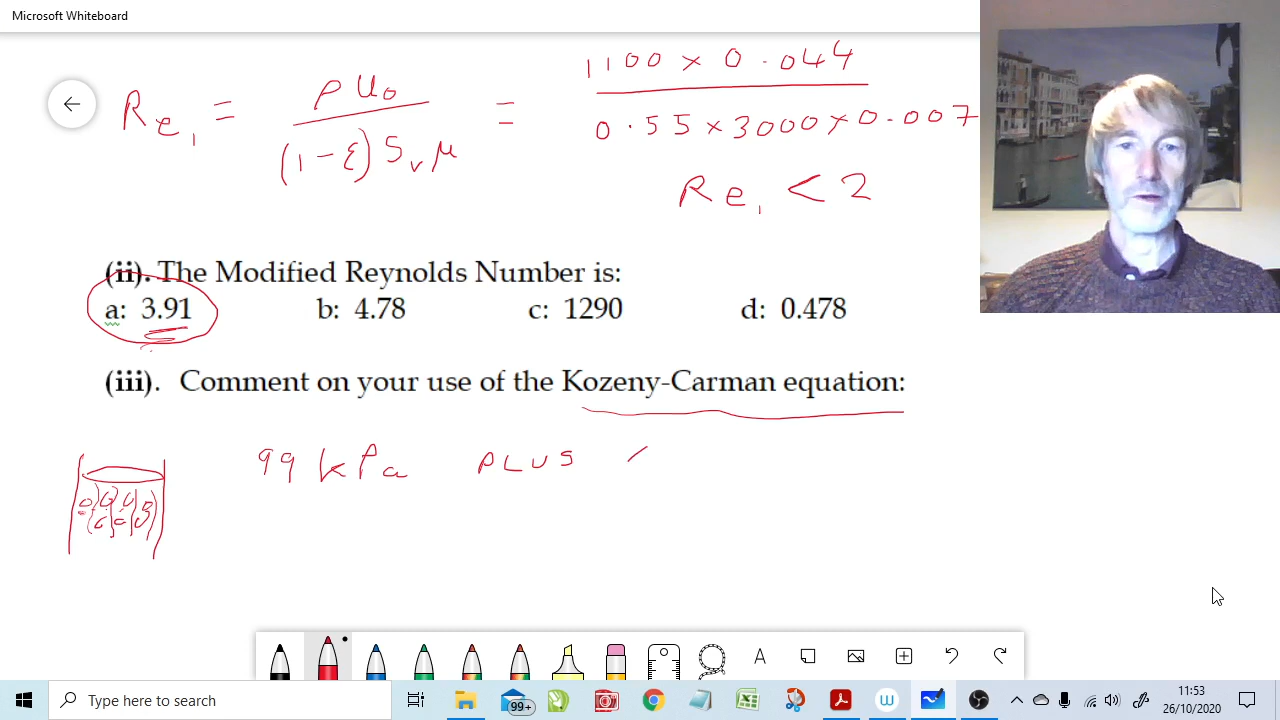 Microsoft Whiteboard
Re₁ = ρu₀ / (1 - ε) Sᵥ μ = 1100 × 0.044 / 0.55 × 3000 × 0.007
Re₁ < 2
(ii). The Modified Reynolds Number is:
a: 3.91 b: 4.78 c: 1290 d: 0.478
(iii). Comment on your use of the Kozeny-Carman equation:
99 kPa PLUS
A
Type here to search
99+
W
11:53
26/10/2020